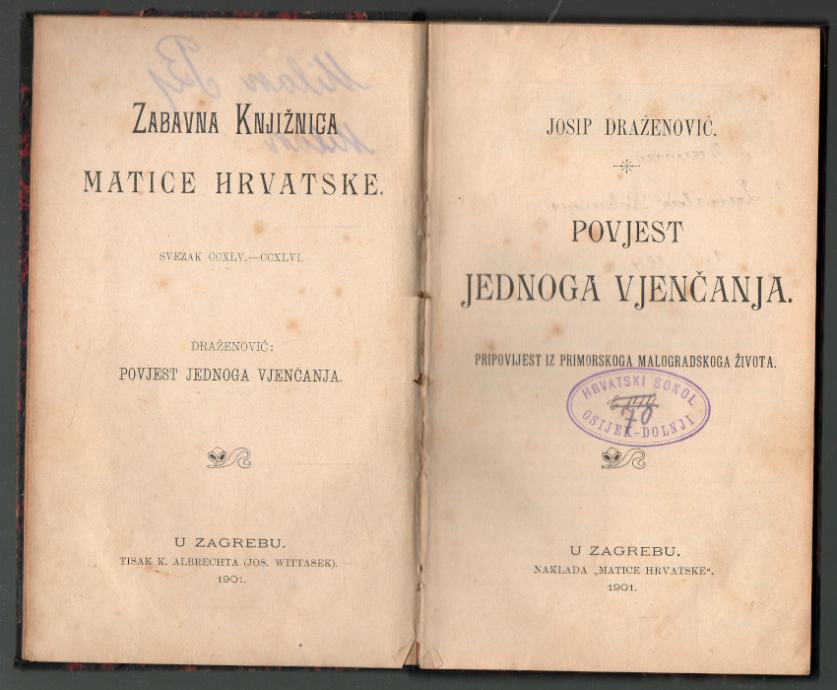 ZABAVNA KNJIŽNICA
MATICE HRVATSKE.
SVEZAK CCXLV.—CCXLVI.
DRAŽENOVIĆ:
POVJEST JEDNOGA VJENČANJA.
U ZAGREBU.
TISAK K. ALBRECHTA (JOS. WITTASEK).
1901.
JOSIP DRAŽENOVIĆ.
POVJEST
JEDNOGA VJENČANJA.
PRIPOVIJEST IZ PRIMORSKOGA MALOGRADSKOGA ŽIVOTA.
HRVATSKI SOKOL
70
OSIJEK-DOLNJI
U ZAGREBU.
NAKLADA „MATICE HRVATSKE“.
1901.